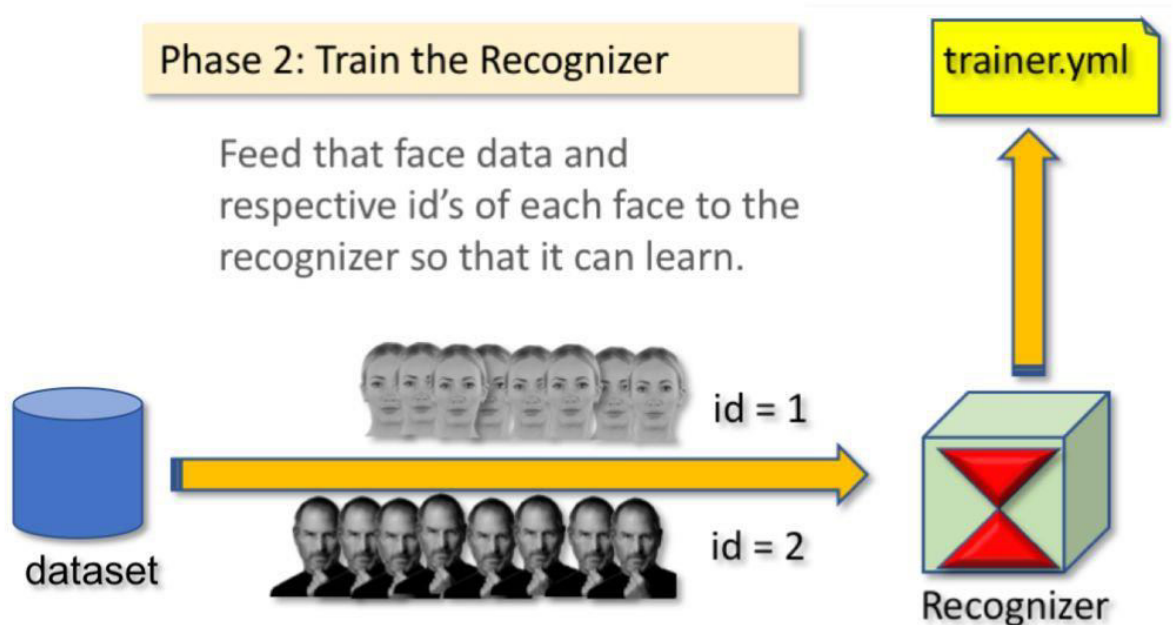 Phase 2: Train the Recognizer
trainer.yml
Feed that face data and
respective id's of each face to the
recognizer so that it can learn.
id = 1
id = 2
dataset
Recognizer